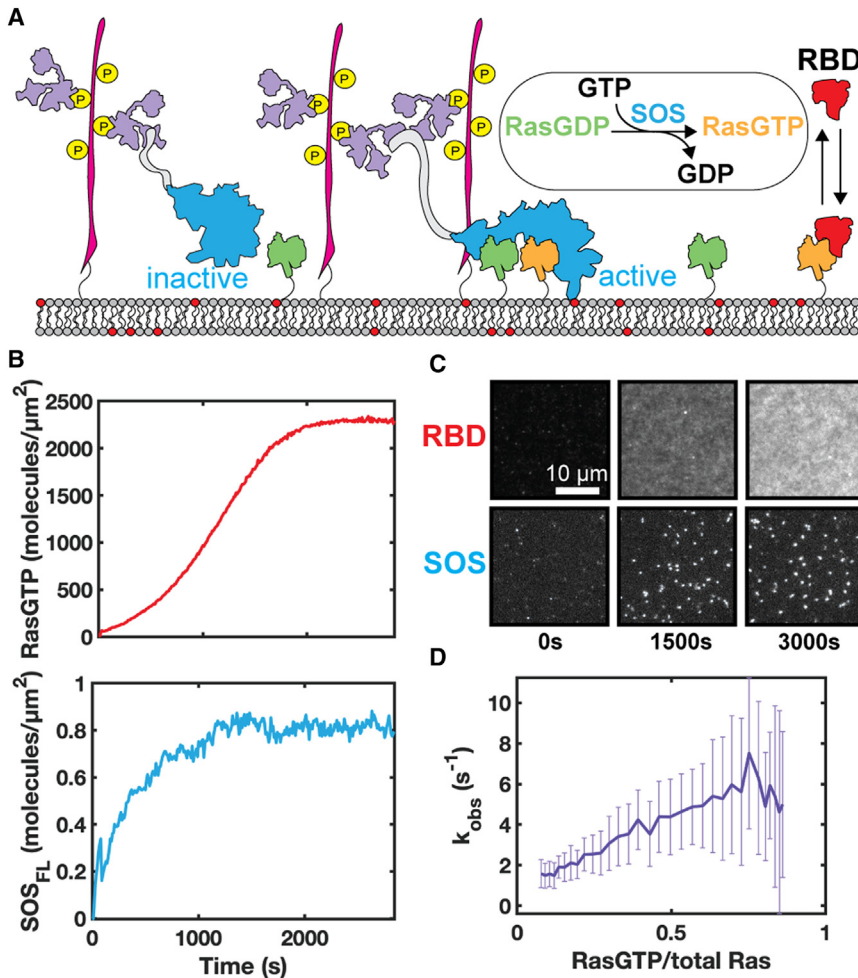 A
P
P
P
P
P
P
P
P
inactive
active
GTP
SOS
RasGDP
RasGTP
GDP
RBD
B
RasGTP (molecules/µm²)
2500
2000
1500
1000
500
0
SOS_FL (molecules/µm²)
1
0.8
0.6
0.4
0.2
0
0 1000 2000
Time (s)
C
RBD
10 µm
SOS
0s 1500s 3000s
D
k_obs (s⁻¹)
10
8
6
4
2
0
0 0.5 1
RasGTP/total Ras